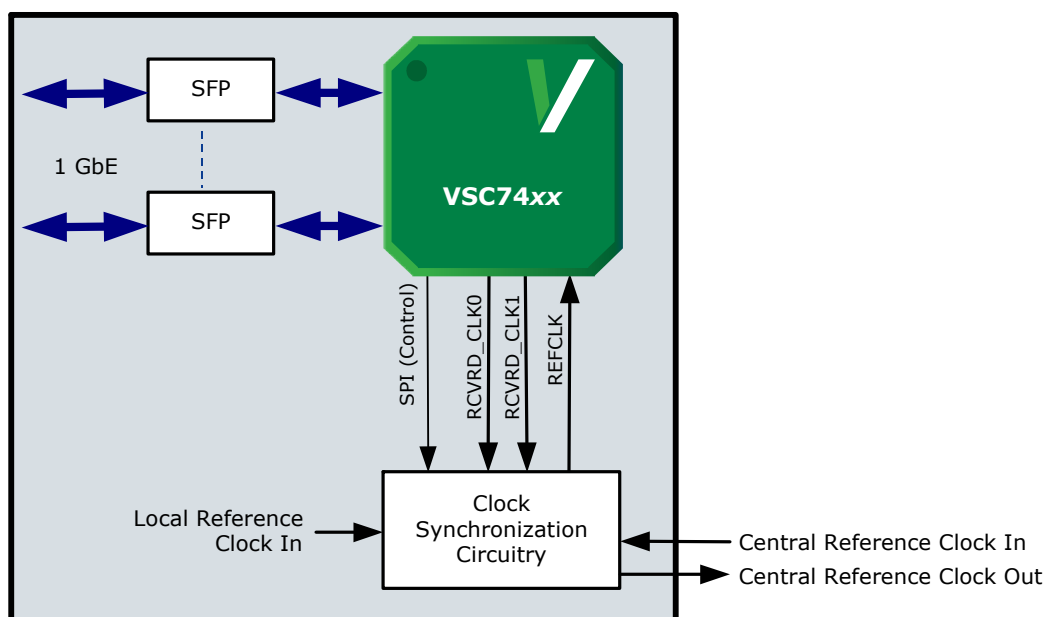 SFP
1 GbE
SFP
VSC74xx
SPI (Control)
RCVRD_CLK0
RCVRD_CLK1
REFCLK
Clock
Synchronization
Circuitry
Local Reference
Clock In
Central Reference Clock In
Central Reference Clock Out